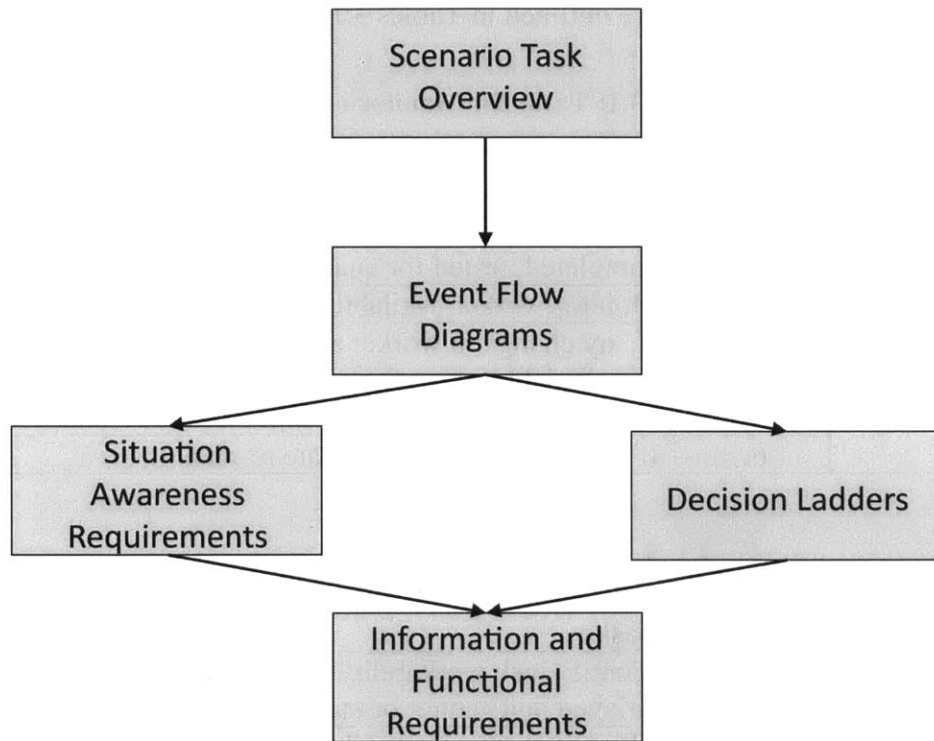 Scenario Task
Overview
Event Flow
Diagrams
Situation
Awareness
Requirements
Decision Ladders
Information and
Functional
Requirements